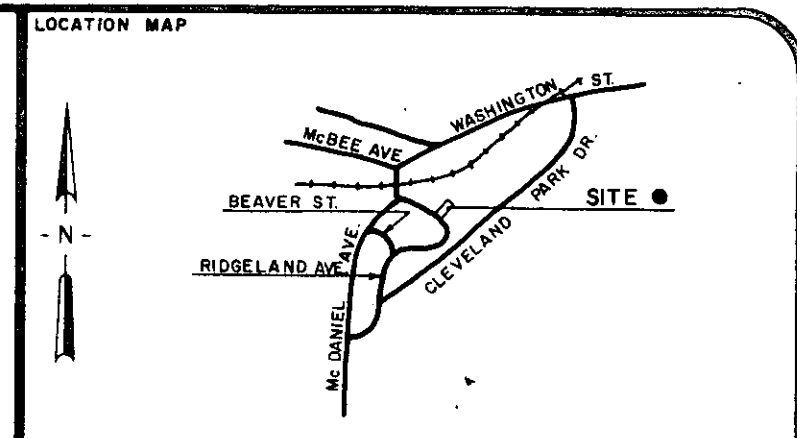 LOCATION MAP
WASHINGTON ST.
McBEE AVE
BEAVER ST.
CLEVELAND PARK DR.
SITE
- N -
RIDGELAND AVE.
Mc DANIEL AVE.